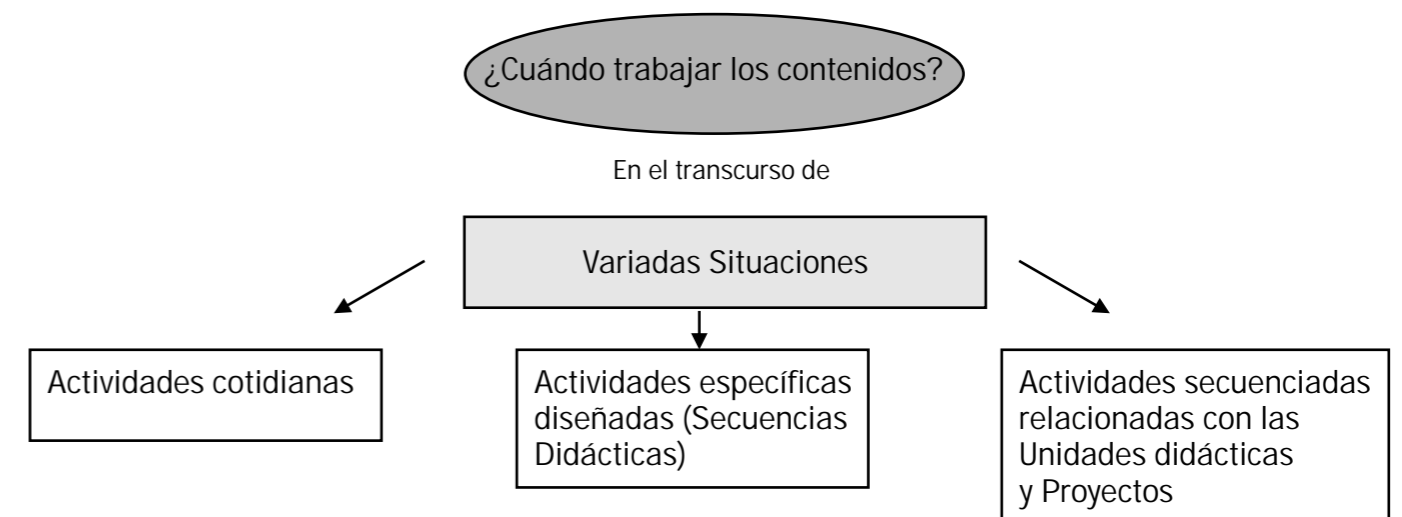 ¿Cuándo trabajar los contenidos?
En el transcurso de
Variadas Situaciones
Actividades cotidianas
Actividades específicas
diseñadas (Secuencias
Didácticas)
Actividades secuenciadas
relacionadas con las
Unidades didácticas
y Proyectos